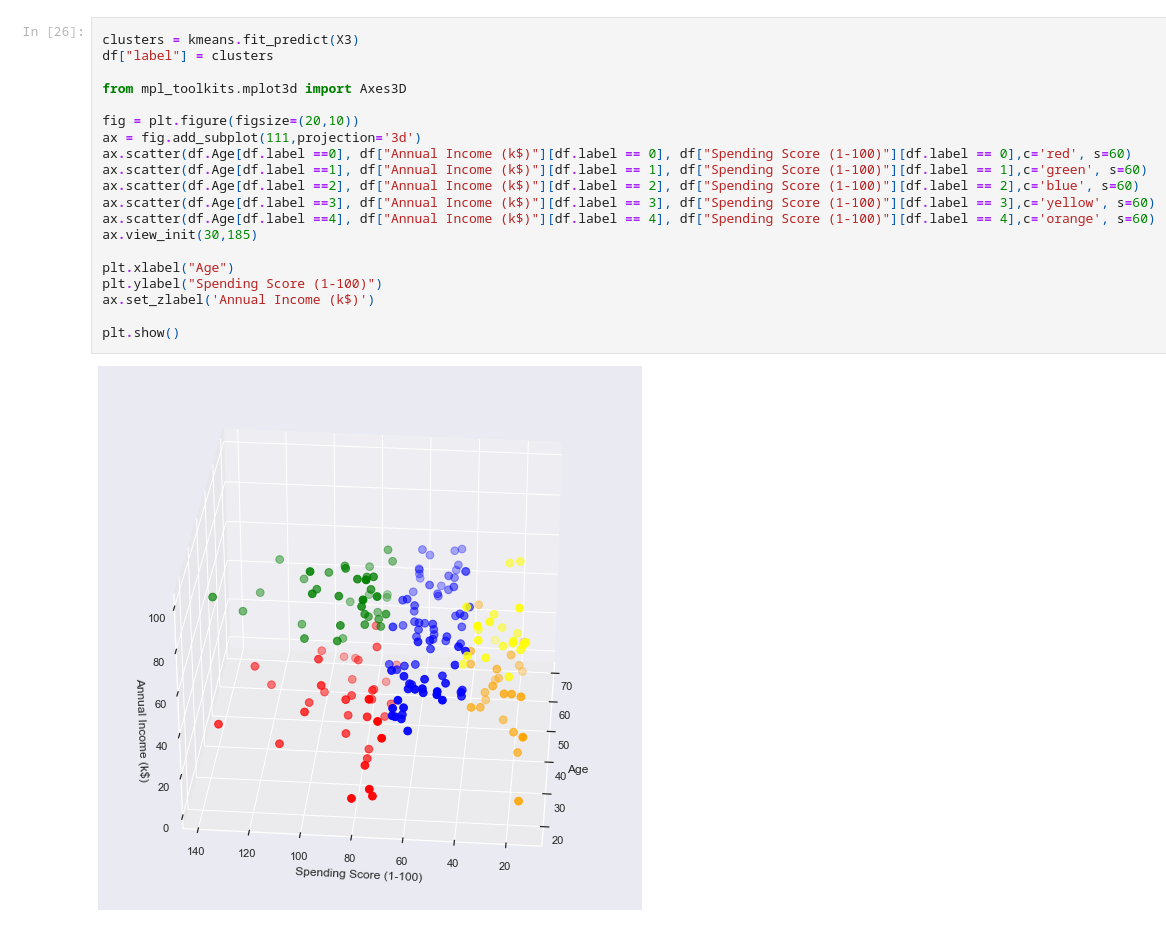 In [26]:
clusters = kmeans.fit_predict(X3)
df["label"] = clusters
from mpl_toolkits.mplot3d import Axes3D
fig = plt.figure(figsize=(20,10))
ax = fig.add_subplot(111,projection='3d')
ax.scatter(df.Age[df.label ==0], df["Annual Income (k$)"][df.label == 0], df["Spending Score (1-100)"][df.label == 0],c='red', s=60)
ax.scatter(df.Age[df.label ==1], df["Annual Income (k$)"][df.label == 1], df["Spending Score (1-100)"][df.label == 1],c='green', s=60)
ax.scatter(df.Age[df.label ==2], df["Annual Income (k$)"][df.label == 2], df["Spending Score (1-100)"][df.label == 2],c='blue', s=60)
ax.scatter(df.Age[df.label ==3], df["Annual Income (k$)"][df.label == 3], df["Spending Score (1-100)"][df.label == 3],c='yellow', s=60)
ax.scatter(df.Age[df.label ==4], df["Annual Income (k$)"][df.label == 4], df["Spending Score (1-100)"][df.label == 4],c='orange', s=60)
ax.view_init(30,185)
plt.xlabel("Age")
plt.ylabel("Spending Score (1-100)")
ax.set_zlabel('Annual Income (k$)')
plt.show()
100
80
60
40
20
0
Annual Income (k$)
70
60
50
40
30
20
Age
140 120 100 80 60 40 20
Spending Score (1-100)